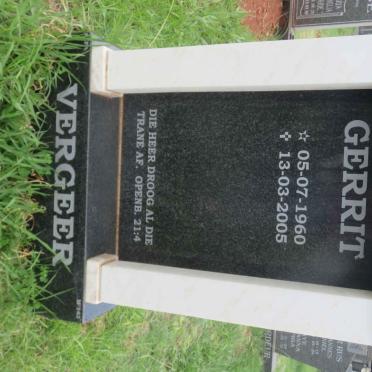 GERRIT
☆ 05-07-1960
✣ 13-03-2005
DIE HEER DROOG AL DIE
TRANE AF OPENB. 21:4
VERGEER